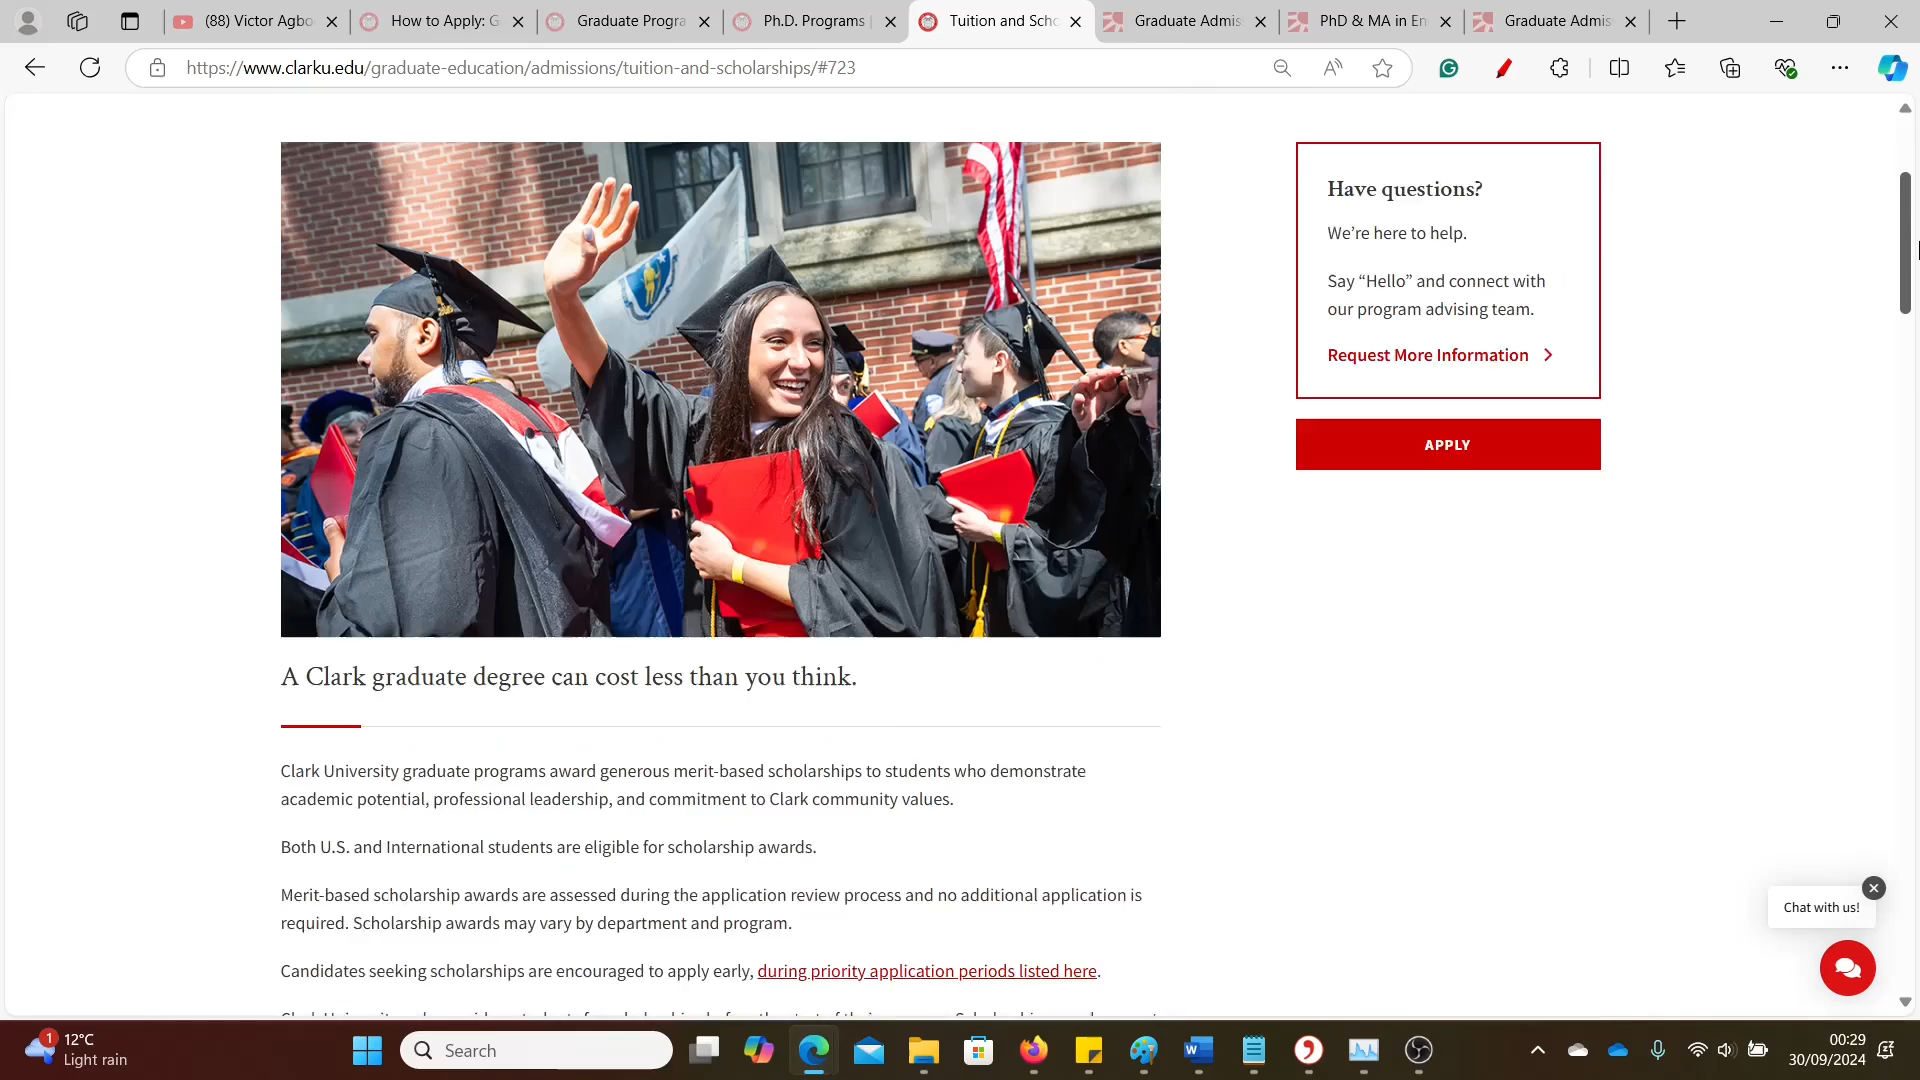 (88) Victor Agbo
How to Apply: G
Graduate Progra
Ph.D. Programs |
Tuition and Scho
Graduate Admis
PhD & MA in En
Graduate Admis
https://www.clarku.edu/graduate-education/admissions/tuition-and-scholarships/#723
Have questions?
We're here to help.
Say “Hello” and connect with
our program advising team.
Request More Information
APPLY
A Clark graduate degree can cost less than you think.
Clark University graduate programs award generous merit-based scholarships to students who demonstrate
academic potential, professional leadership, and commitment to Clark community values.
Both U.S. and International students are eligible for scholarship awards.
Merit-based scholarship awards are assessed during the application review process and no additional application is
required. Scholarship awards may vary by department and program.
Candidates seeking scholarships are encouraged to apply early, during priority application periods listed here.
Chat with us!
1
12°C
Light rain
Search
00:29
30/09/2024